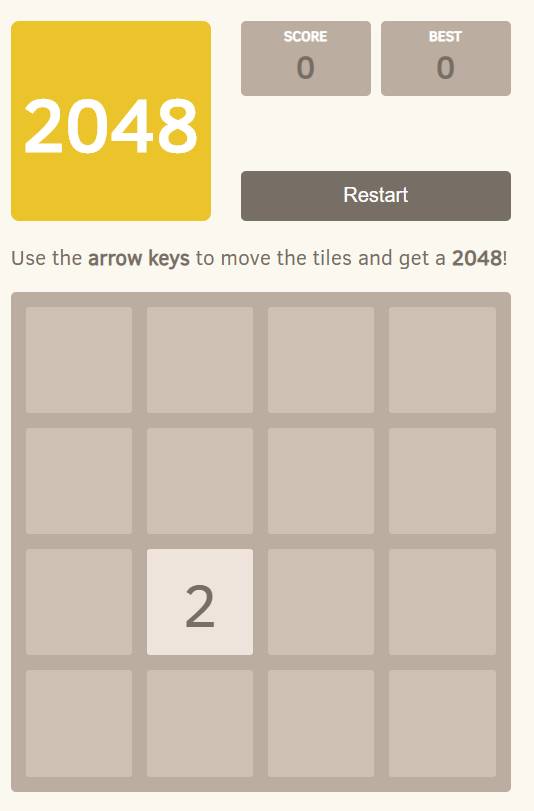 2048
SCORE
0
BEST
0
Restart
Use the arrow keys to move the tiles and get a 2048!
2